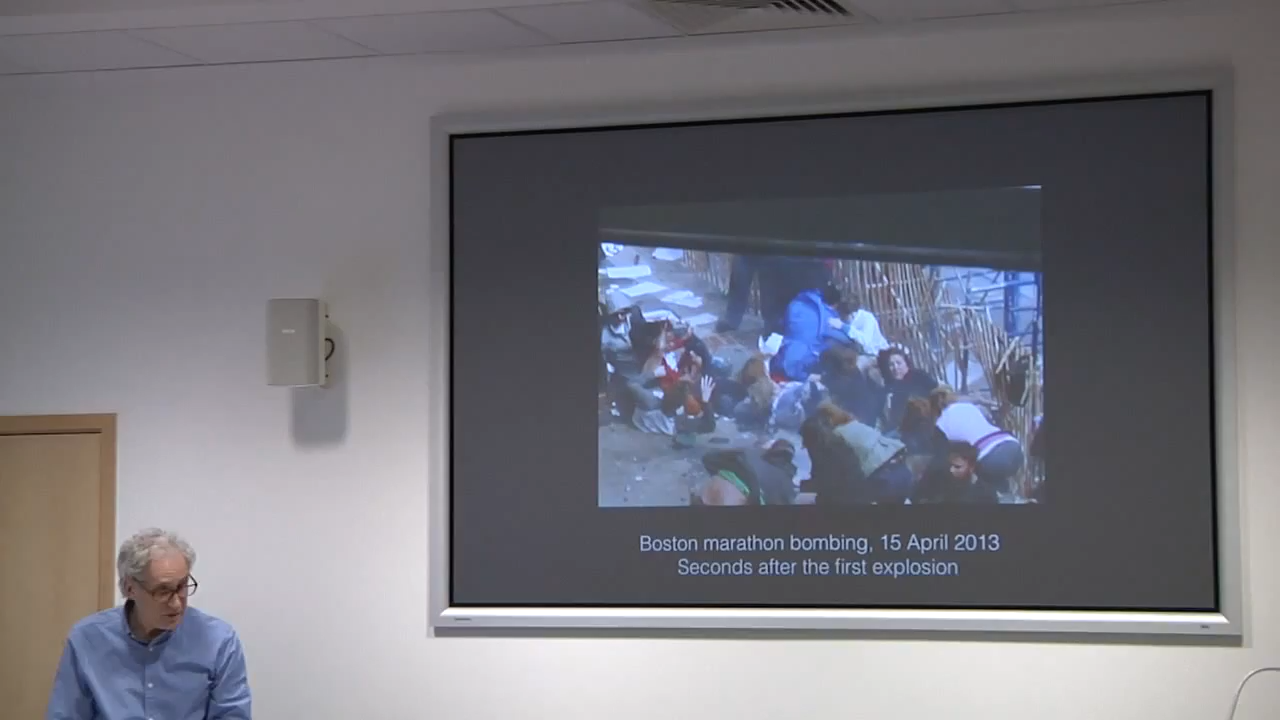 Boston marathon bombing, 15 April 2013
Seconds after the first explosion